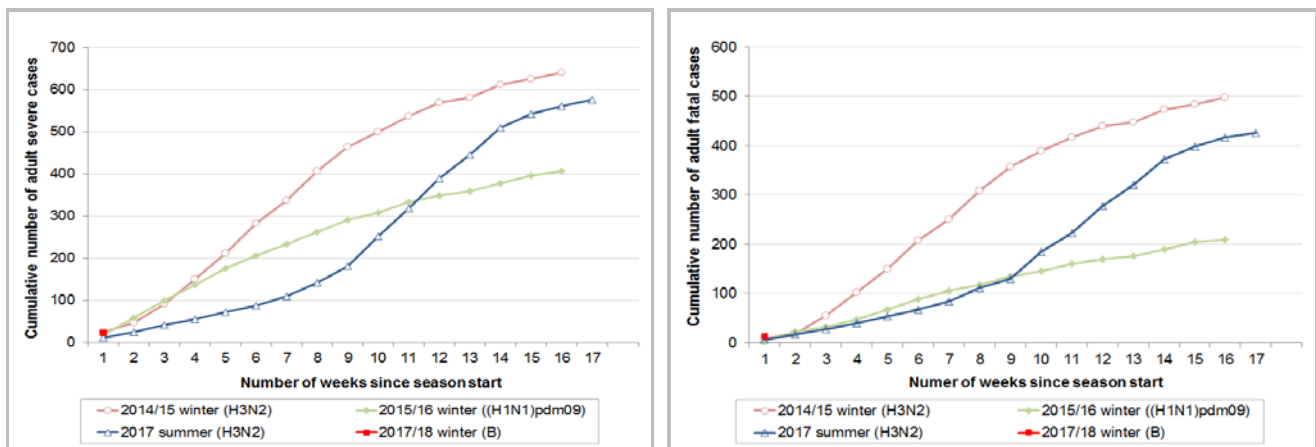 700
600
500
400
300
200
100
0
Cumulative number of adult severe cases
1 2 3 4 5 6 7 8 9 10 11 12 13 14 15 16 17
Number of weeks since season start
2014/15 winter (H3N2) 2015/16 winter ((H1N1)pdm09)
2017 summer (H3N2) 2017/18 winter (B)
600
500
400
300
200
100
0
Cumulative number of adult fatal cases
1 2 3 4 5 6 7 8 9 10 11 12 13 14 15 16 17
Numer of weeks since season start
2014/15 winter (H3N2) 2015/16 winter ((H1N1)pdm09)
2017 summer (H3N2) 2017/18 winter (B)